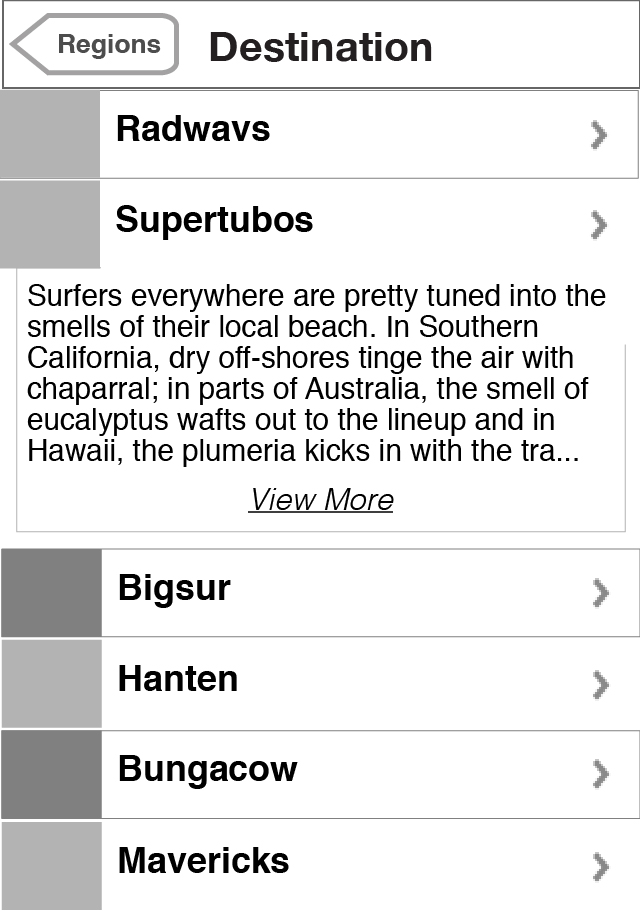 Regions
Destination
Radwavs
Supertubos
Surfers everywhere are pretty tuned into the
smells of their local beach. In Southern
California, dry off-shores tinge the air with
chaparral; in parts of Australia, the smell of
eucalyptus wafts out to the lineup and in
Hawaii, the plumeria kicks in with the tra...
View More
Bigsur
Hanten
Bungacow
Mavericks